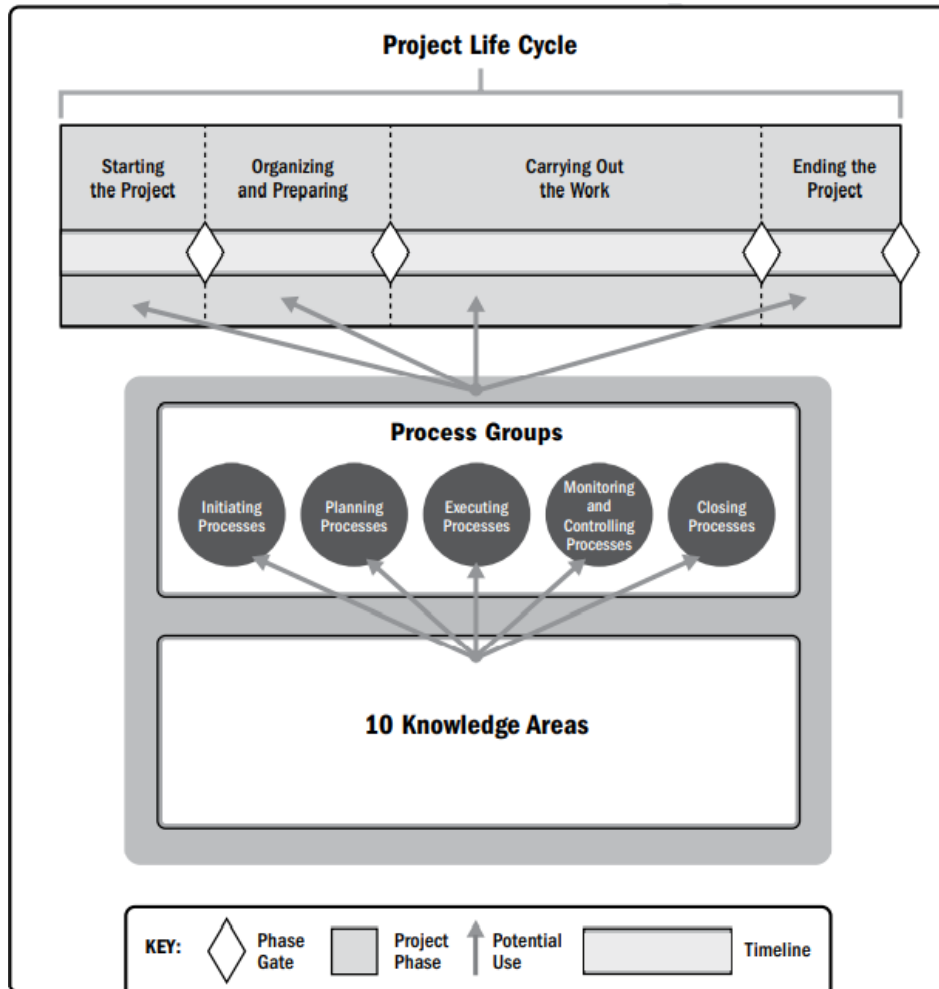 Project Life Cycle
Starting
the Project
Organizing
and Preparing
Carrying Out
the Work
Ending the
Project
Process Groups
Initiating
Processes
Planning
Processes
Executing
Processes
Monitoring
and
Controlling
Processes
Closing
Processes
10 Knowledge Areas
KEY:
Phase
Gate
Project
Phase
Potential
Use
Timeline